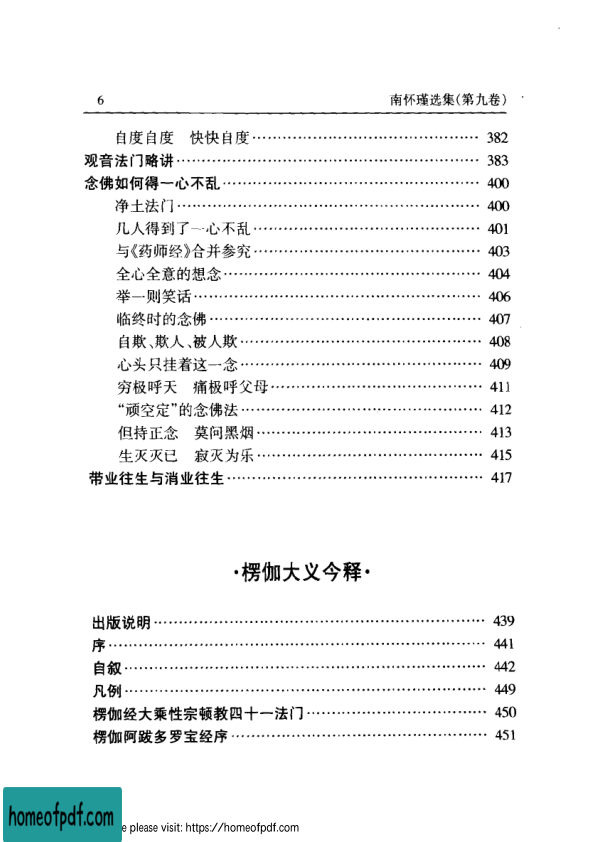 6 南怀瑾选集(第九卷)
自度自度 快快自度 382
观音法门略讲 383
念佛如何得一心不乱 400
净土法门 400
几人得到了一心不乱 401
与《药师经》合并参究 403
全心全意的想念 404
举一则笑话 406
临终时的念佛 407
自欺、欺人、被人欺 408
心头只挂着这一念 409
穷极呼天 痛极呼父母 411
“顽空定”的念佛法 412
但持正念 莫问黑烟 413
生灭灭已 寂灭为乐 415
带业往生与消业往生 417
·楞伽大义今释·
出版说明 439
序 441
自叙 442
凡例 449
楞伽经大乘性宗顿教四十一法门 450
楞伽阿跋多罗宝经序 451
homeofpdf.com
e please visit: https://homeofpdf.com